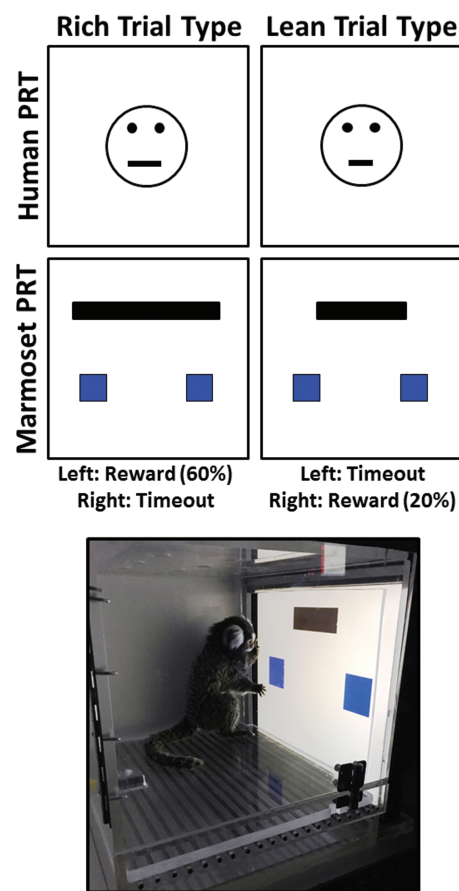 Rich Trial Type
Lean Trial Type
Human PRT
Marmoset PRT
Left: Reward (60%)
Right: Timeout
Left: Timeout
Right: Reward (20%)